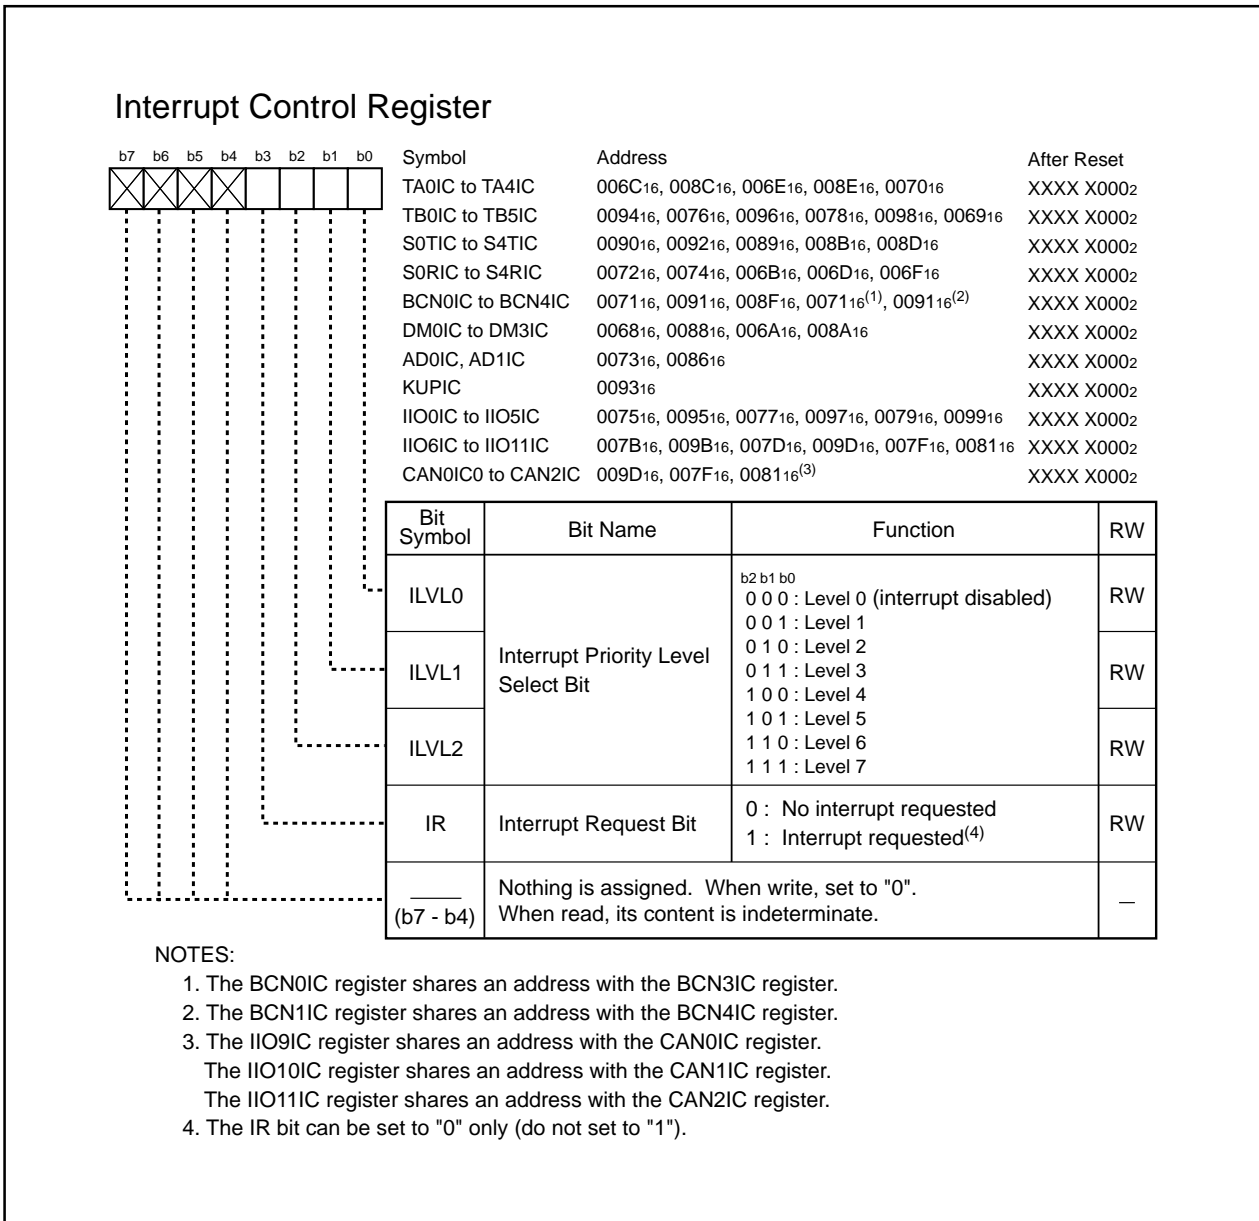 Interrupt Control Register
b7 b6 b5 b4 b3 b2 b1 b0
Symbol Address After Reset
TA0IC to TA4IC 006C16, 008C16, 006E16, 008E16, 007016 XXXX X0002
TB0IC to TB5IC 009416, 007616, 009616, 007816, 009816, 006916 XXXX X0002
S0TIC to S4TIC 009016, 009216, 008916, 008B16, 008D16 XXXX X0002
S0RIC to S4RIC 007216, 007416, 006B16, 006D16, 006F16 XXXX X0002
BCN0IC to BCN4IC 007116, 009116, 008F16, 007116(1), 009116(2) XXXX X0002
DM0IC to DM3IC 006816, 008816, 006A16, 008A16 XXXX X0002
AD0IC, AD1IC 007316, 008616 XXXX X0002
KUPIC 009316 XXXX X0002
IIO0IC to IIO5IC 007516, 009516, 007716, 009716, 007916, 009916 XXXX X0002
IIO6IC to IIO11IC 007B16, 009B16, 007D16, 009D16, 007F16, 008116 XXXX X0002
CAN0IC0 to CAN2IC 009D16, 007F16, 008116(3) XXXX X0002
Bit Symbol Bit Name Function RW
ILVL0 RW
ILVL1 RW
ILVL2 RW
Interrupt Priority Level
Select Bit
b2 b1 b0
0 0 0 : Level 0 (interrupt disabled)
0 0 1 : Level 1
0 1 0 : Level 2
0 1 1 : Level 3
1 0 0 : Level 4
1 0 1 : Level 5
1 1 0 : Level 6
1 1 1 : Level 7
IR Interrupt Request Bit RW
0 : No interrupt requested
1 : Interrupt requested(4)
(b7 - b4)
Nothing is assigned. When write, set to "0".
When read, its content is indeterminate.
—
NOTES:
1. The BCN0IC register shares an address with the BCN3IC register.
2. The BCN1IC register shares an address with the BCN4IC register.
3. The IIO9IC register shares an address with the CAN0IC register.
The IIO10IC register shares an address with the CAN1IC register.
The IIO11IC register shares an address with the CAN2IC register.
4. The IR bit can be set to "0" only (do not set to "1").